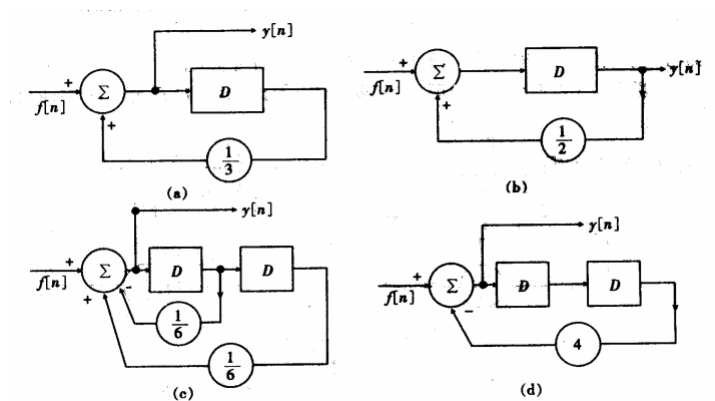 y[n]
+ Σ D
f[n] +
1/3
(a)
+ Σ D y[n]
f[n] +
1/2
(b)
y[n]
+ Σ D D
f[n] + −
1/6
1/6
(c)
y[n]
+ Σ D D
f[n] −
4
(d)